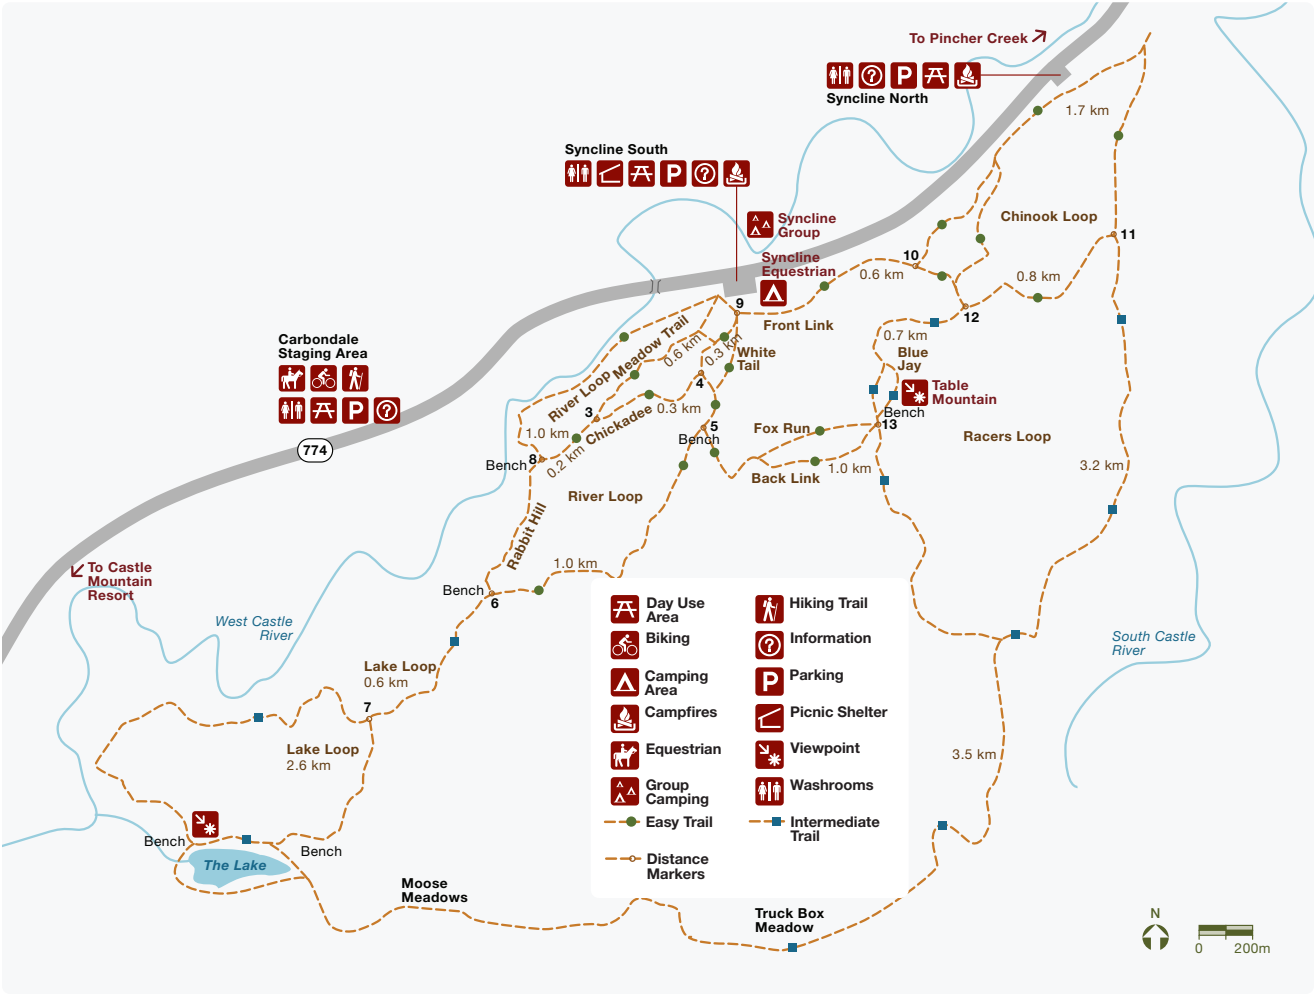 To Pincher Creek
Syncline North
P
1.7 km
Syncline South
P
Syncline
Group
Syncline
Equestrian
Chinook Loop
11
10
0.6 km
0.8 km
12
9
Front Link
0.7 km
Blue
Jay
Table
Mountain
Bench
13
Racers Loop
3.2 km
White
Tail
0.3 km
0.6 km
River Loop
Meadow Trail
4
3
0.3 km
Chickadee
1.0 km
0.2 km
Bench
8
5
Bench
Fox Run
Back Link
1.0 km
River Loop
Rabbit Hill
1.0 km
Bench
6
Carbondale
Staging Area
P
774
To Castle
Mountain
Resort
West Castle
River
South Castle
River
Lake Loop
0.6 km
7
Lake Loop
2.6 km
3.5 km
Bench
Bench
The Lake
Moose
Meadows
Truck Box
Meadow
Day Use
Area
Biking
Camping
Area
Campfires
Equestrian
Group
Camping
Easy Trail
Distance
Markers
Hiking Trail
Information
P
Parking
Picnic Shelter
Viewpoint
Washrooms
Intermediate
Trail
N
0
200m